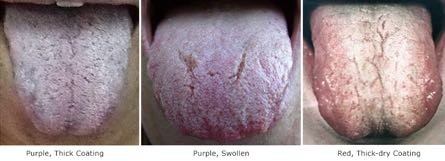 Purple, Thick Coating
Purple, Swollen
Red, Thick-dry Coating